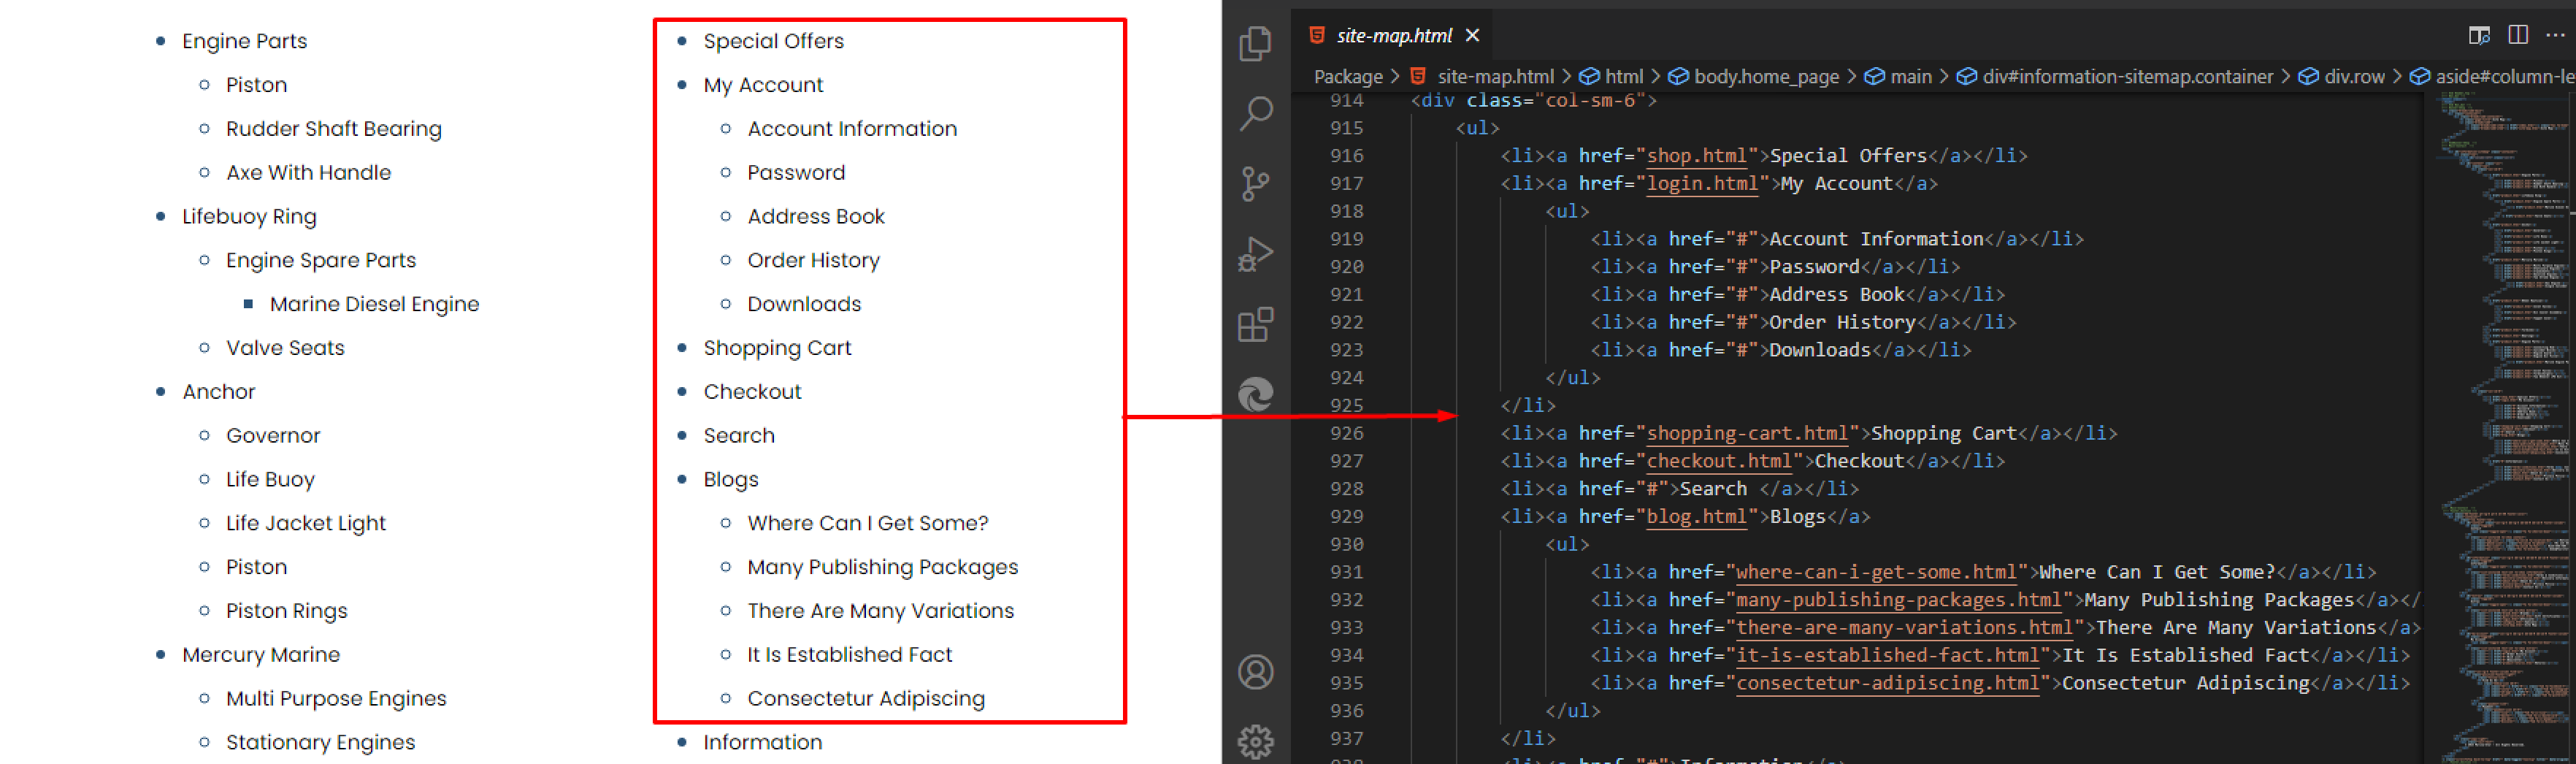 Engine Parts
Piston
Rudder Shaft Bearing
Axe With Handle
Lifebuoy Ring
Engine Spare Parts
Marine Diesel Engine
Valve Seats
Anchor
Governor
Life Buoy
Life Jacket Light
Piston
Piston Rings
Mercury Marine
Multi Purpose Engines
Stationary Engines
Special Offers
My Account
Account Information
Password
Address Book
Order History
Downloads
Shopping Cart
Checkout
Search
Blogs
Where Can I Get Some?
Many Publishing Packages
There Are Many Variations
It Is Established Fact
Consectetur Adipiscing
Information
site-map.html
Package > site-map.html > html > body.home_page > main > div#information-sitemap.container > div.row > aside#column-le
914 <div class="col-sm-6">
915 <ul>
916 <li><a href="shop.html">Special Offers</a></li>
917 <li><a href="login.html">My Account</a>
918 <ul>
919 <li><a href="#">Account Information</a></li>
920 <li><a href="#">Password</a></li>
921 <li><a href="#">Address Book</a></li>
922 <li><a href="#">Order History</a></li>
923 <li><a href="#">Downloads</a></li>
924 </ul>
925 </li>
926 <li><a href="shopping-cart.html">Shopping Cart</a></li>
927 <li><a href="checkout.html">Checkout</a></li>
928 <li><a href="#">Search </a></li>
929 <li><a href="blog.html">Blogs</a>
930 <ul>
931 <li><a href="where-can-i-get-some.html">Where Can I Get Some?</a></li>
932 <li><a href="many-publishing-packages.html">Many Publishing Packages</a></
933 <li><a href="there-are-many-variations.html">There Are Many Variations</a>
934 <li><a href="it-is-established-fact.html">It Is Established Fact</a></li>
935 <li><a href="consectetur-adipiscing.html">Consectetur Adipiscing</a></li>
936 </ul>
937 </li>
938 <li><a href="#">Information</a>